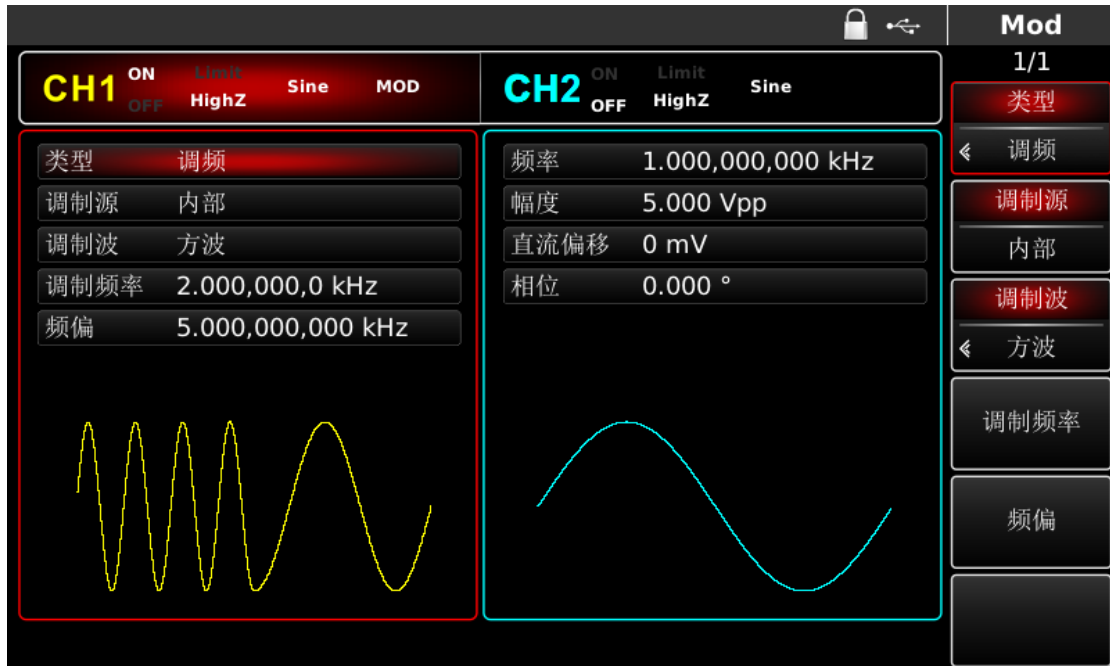 Mod
1/1
CH1 ON OFF Limit HighZ Sine MOD
CH2 ON OFF Limit HighZ Sine
类型 调频
调制源 内部
调制波 方波
调制频率 2.000,000,0 kHz
频偏 5.000,000,000 kHz
频率 1.000,000,000 kHz
幅度 5.000 Vpp
直流偏移 0 mV
相位 0.000 °
类型
调频
调制源
内部
调制波
方波
调制频率
频偏